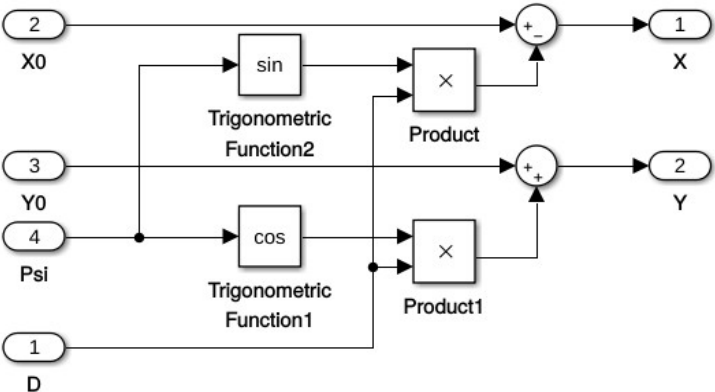 2
X0
sin
Trigonometric
Function2
×
Product
+
−
1
X
3
Y0
+
+
2
Y
4
Psi
cos
Trigonometric
Function1
×
Product1
1
D